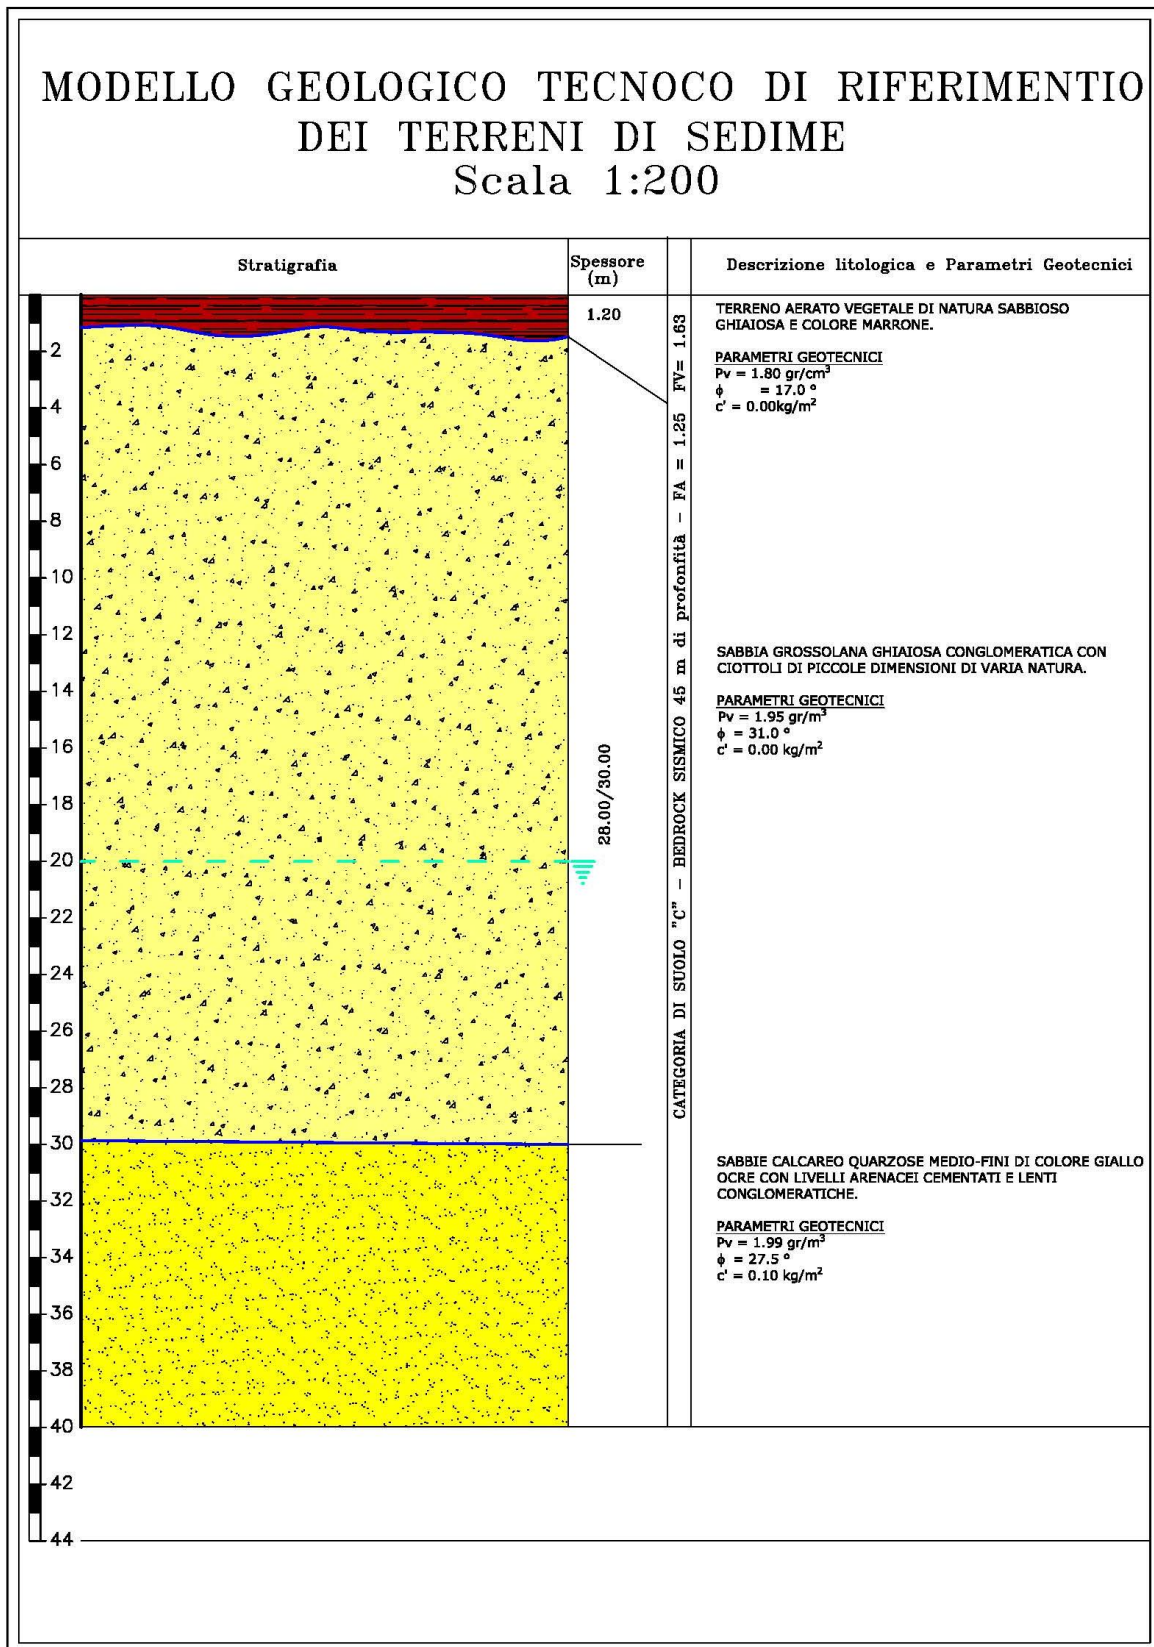 MODELLO GEOLOGICO TECNOCO DI RIFERIMENTIO
DEI TERRENI DI SEDIME
Scala 1:200
Stratigrafia
Spessore
(m)
Descrizione litologica e Parametri Geotecnici
2
4
6
8
10
12
14
16
18
20
22
24
26
28
30
32
34
36
38
40
42
44
1.20
28.00/30.00
CATEGORIA DI SUOLO "C" - BEDROCK SISMICO 45 m di profonfità - FA = 1.25 FV= 1.63
TERRENO AERATO VEGETALE DI NATURA SABBIOSO
GHIAIOSA E COLORE MARRONE.
PARAMETRI GEOTECNICI
Pv = 1.80 gr/cm³
ϕ = 17.0 °
c' = 0.00kg/m²
SABBIA GROSSOLANA GHIAIOSA CONGLOMERATICA CON
CIOTTOLI DI PICCOLE DIMENSIONI DI VARIA NATURA.
PARAMETRI GEOTECNICI
Pv = 1.95 gr/m³
ϕ = 31.0 °
c' = 0.00 kg/m²
SABBIE CALCAREO QUARZOSE MEDIO-FINI DI COLORE GIALLO
OCRE CON LIVELLI ARENACEI CEMENTATI E LENTI
CONGLOMERATICHE.
PARAMETRI GEOTECNICI
Pv = 1.99 gr/m³
ϕ = 27.5 °
c' = 0.10 kg/m²